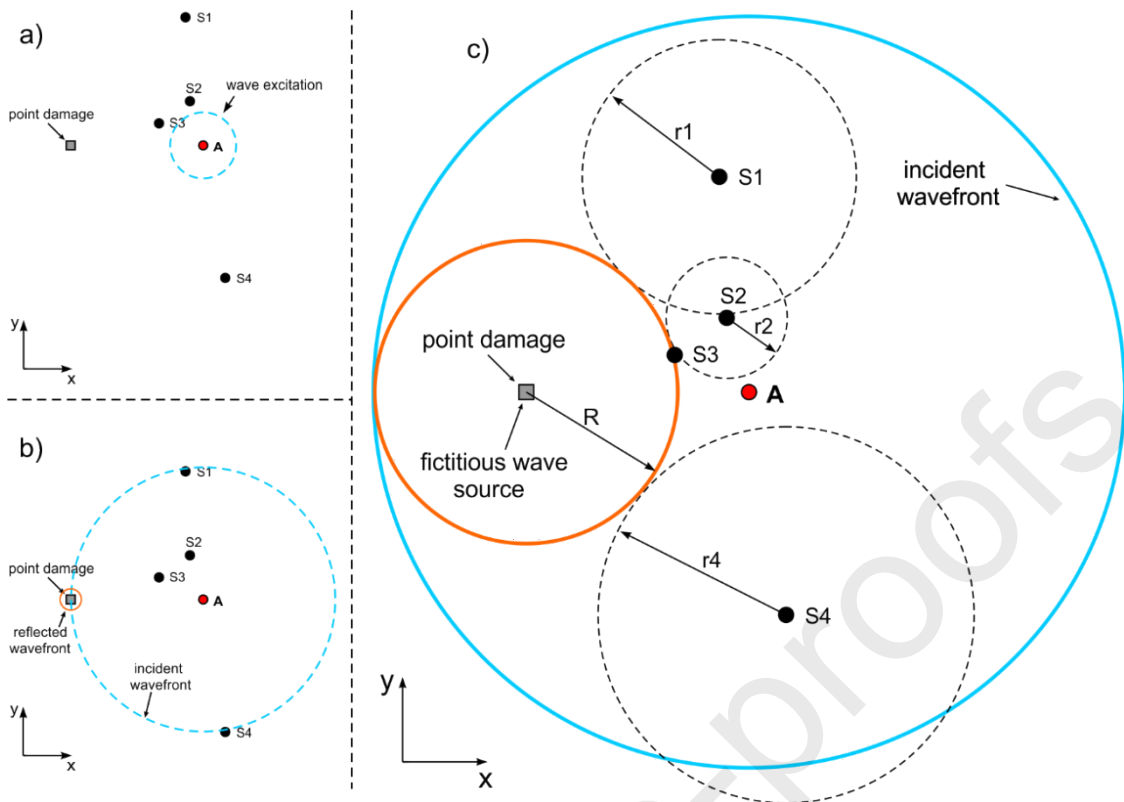 a)
S1
S2
wave excitation
point damage
S3
A
S4
y
x
b)
S1
S2
point damage
S3
A
reflected
wavefront
incident
wavefront
S4
y
x
c)
r1
S1
incident
wavefront
S2
r2
S3
point damage
A
R
fictitious wave
source
r4
S4
y
x